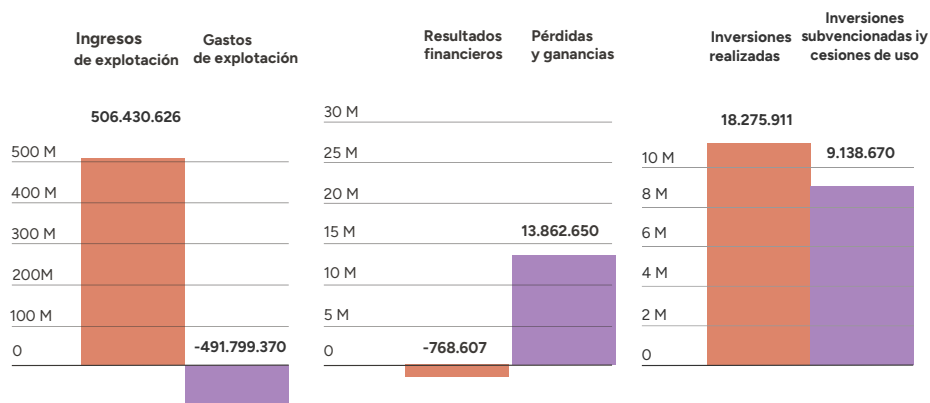 Ingresos
de explotación
Gastos
de explotación
506.430.626
500 M
400 M
300 M
200M
100 M
0
-491.799.370
Resultados
financieros
Pérdidas
y ganancias
30 M
25 M
20 M
15 M
10 M
5 M
0
13.862.650
-768.607
Inversiones
realizadas
Inversiones
subvencionadas iy
cesiones de uso
18.275.911
9.138.670
10 M
8 M
6 M
4 M
2 M
0